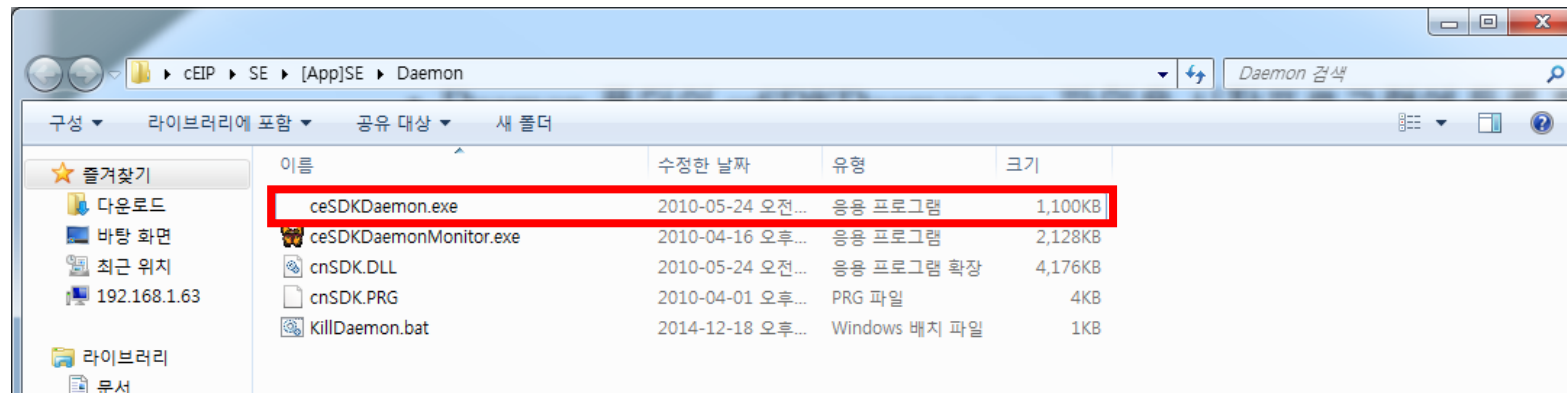 cEIP ▸ SE ▸ [App]SE ▸ Daemon
Daemon 검색
구성 라이브러리에 포함 공유 대상 새 폴더
이름 수정한 날짜 유형 크기
즐겨찾기
다운로드
바탕 화면
최근 위치
192.168.1.63
라이브러리
문서
ceSDKDaemon.exe 2010-05-24 오전... 응용 프로그램 1,100KB
ceSDKDaemonMonitor.exe 2010-04-16 오후... 응용 프로그램 2,128KB
cnSDK.DLL 2010-05-24 오전... 응용 프로그램 확장 4,176KB
cnSDK.PRG 2010-04-01 오후... PRG 파일 4KB
KillDaemon.bat 2014-12-18 오후... Windows 배치 파일 1KB